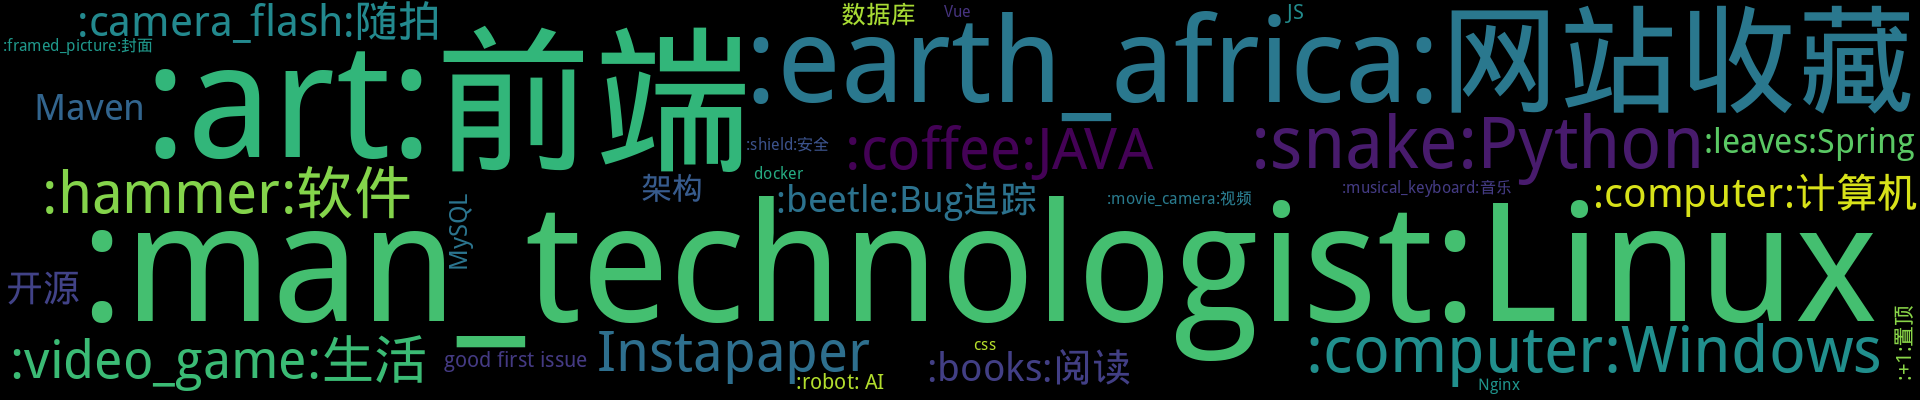 :camera_flash:随拍
数据库
Vue
JS
:framed_picture:封面
:art:前端
:earth_africa:网站收藏
Maven
:shield:安全
:coffee:JAVA
:snake:Python
:leaves:Spring
docker
:hammer:软件
架构
:beetle:Bug追踪
:movie_camera:视频
:musical_keyboard:音乐
:computer:计算机
MySQL
:man_technologist:Linux
开源
:video_game:生活
good first issue
Instapaper
css
:robot: AI
:books:阅读
:computer:Windows
Nginx
:+1:置顶